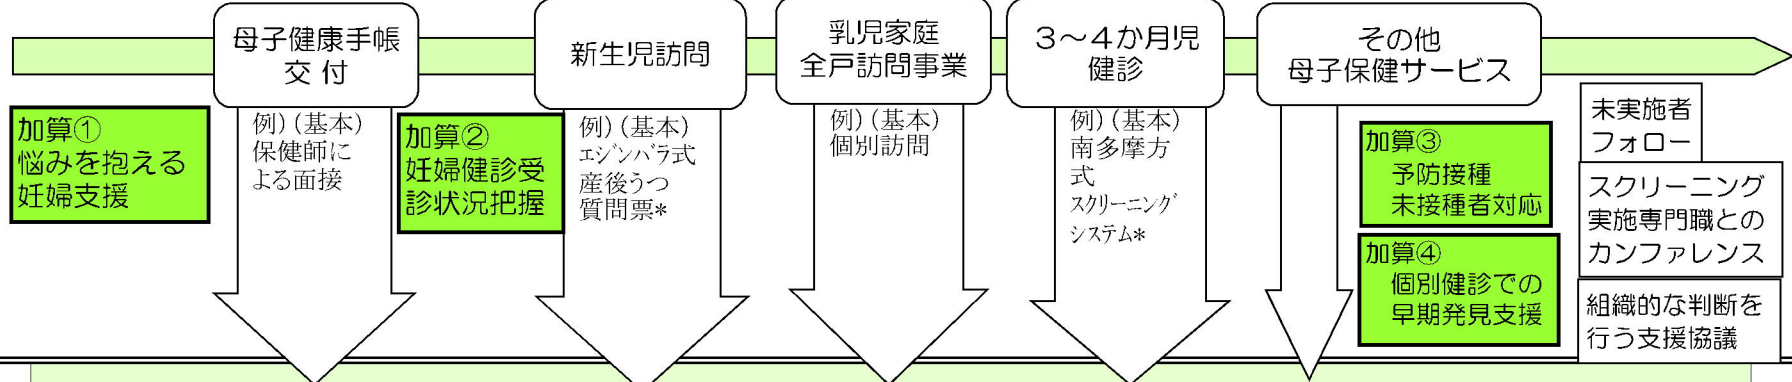 母子健康手帳
交 付
新生児訪問
乳児家庭
全戸訪問事業
３～４か月児
健診
その他
母子保健サービス
加算①
悩みを抱える
妊婦支援
例）（基本）
保健師に
よる面接
加算②
妊婦健診受
診状況把握
例）（基本）
ｴｼﾞﾝﾊﾞﾗ式
産後うつ
質問票*
例）（基本）
個別訪問
例）（基本）
南多摩方
式
ｽｸﾘｰﾆﾝｸﾞ
ｼｽﾃﾑ*
加算③
予防接種
未接種者対応
加算④
個別健診での
早期発見支援
未実施者
フォロー
スクリーニング
実施専門職との
カンファレンス
組織的な判断を
行う支援協議